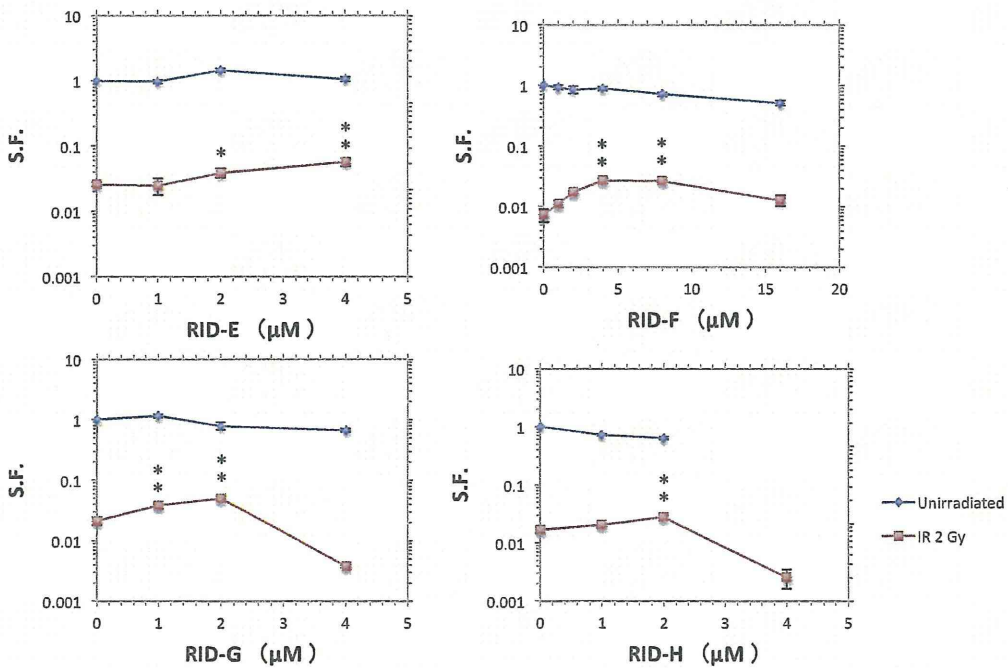 10
1
0.1
0.01
0.001
S.F.
*
*
*
0 1 2 3 4 5
RID-E (μM)
10
1
0.1
0.01
0.001
S.F.
* *
* *
0 5 10 15 20
RID-F (μM)
10
1
0.1
0.01
0.001
S.F.
* *
* *
0 1 2 3 4 5
RID-G (μM)
10
1
0.1
0.01
0.001
S.F.
*
*
0 1 2 3 4 5
RID-H (μM)
Unirradiated
IR 2 Gy